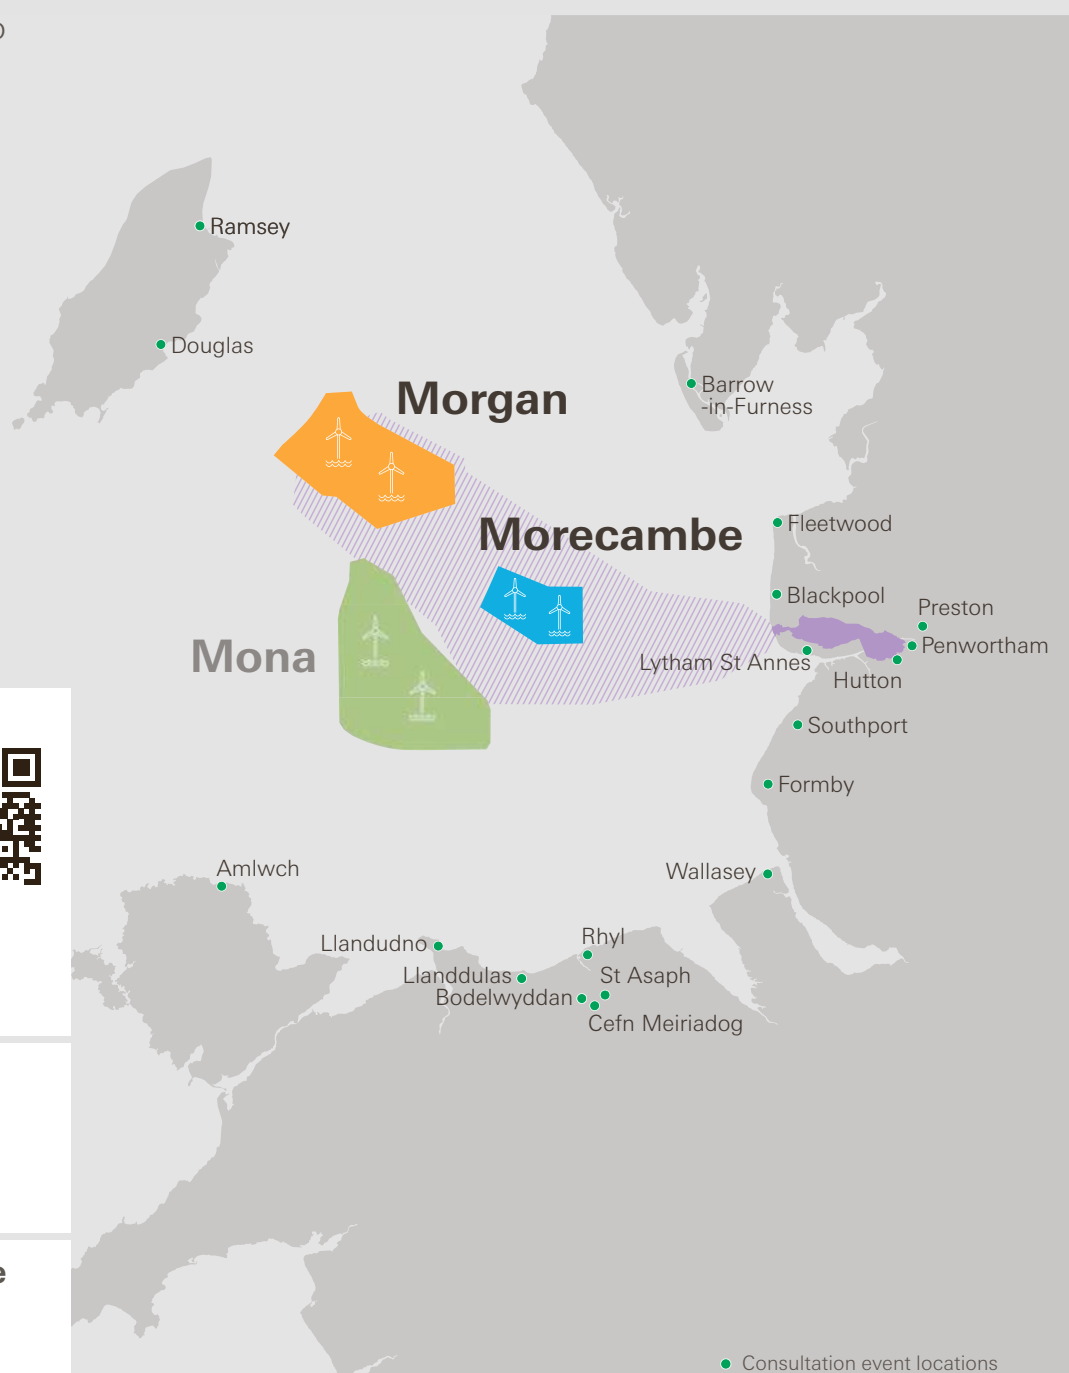 Ramsey
Douglas
Morgan
Barrow
-in-Furness
Morecambe
Fleetwood
Blackpool
Preston
Penwortham
Mona
Lytham St Annes
Hutton
Southport
Formby
Amlwch
Wallasey
Llandudno
Rhyl
Llanddulas
St Asaph
Bodelwyddan
Cefn Meiriadog
e
Consultation event locations